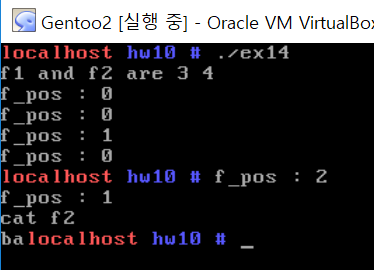 Gentoo2 [실행 중] - Oracle VM VirtualBox
localhost hw10 # ./ex14
f1 and f2 are 3 4
f_pos : 0
f_pos : 0
f_pos : 1
f_pos : 0
localhost hw10 # f_pos : 2
f_pos : 1
cat f2
balocalhost hw10 # _